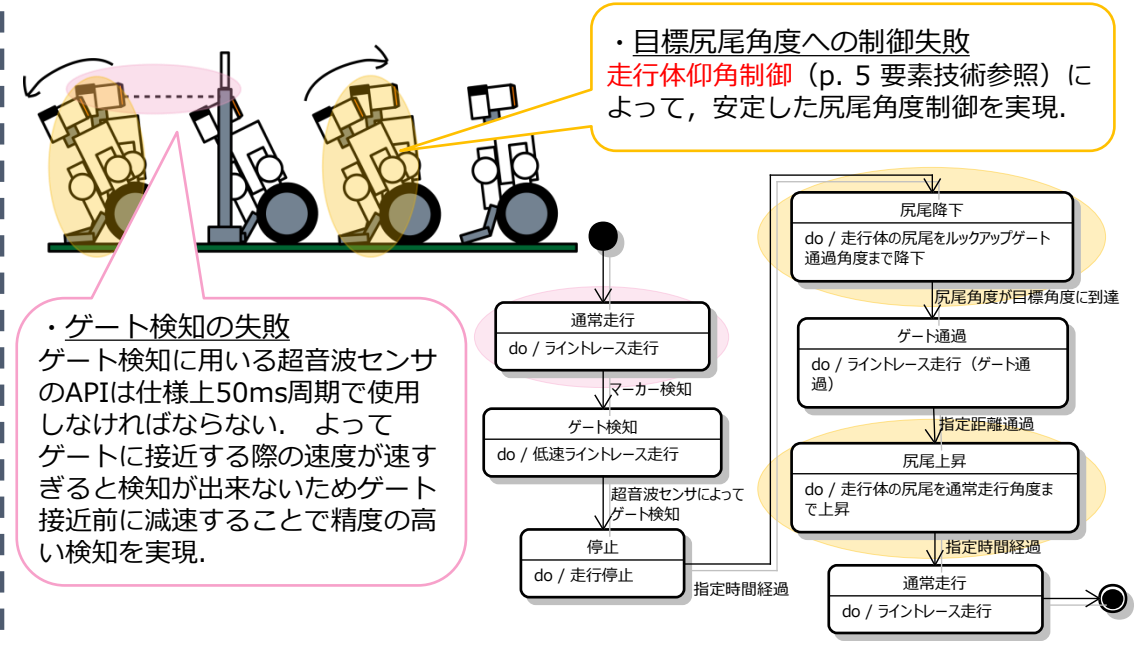 ・目標尻尾角度への制御失敗
走行体仰角制御（p. 5 要素技術参照）に
よって，安定した尻尾角度制御を実現.
・ゲート検知の失敗
ゲート検知に用いる超音波センサ
のAPIは仕様上50ms周期で使用
しなければならない. よって
ゲートに接近する際の速度が速す
ぎると検知が出来ないためゲート
接近前に減速することで精度の高
い検知を実現.
通常走行
do / ライントレース走行
マーカー検知
ゲート検知
do / 低速ライントレース走行
超音波センサによって
ゲート検知
停止
do / 走行停止
指定時間経過
尻尾降下
do / 走行体の尻尾をルックアップゲート
通過角度まで降下
尻尾角度が目標角度に到達
ゲート通過
do / ライントレース走行（ゲート通
過）
指定距離通過
尻尾上昇
do / 走行体の尻尾を通常走行角度ま
で上昇
指定時間経過
通常走行
do / ライントレース走行